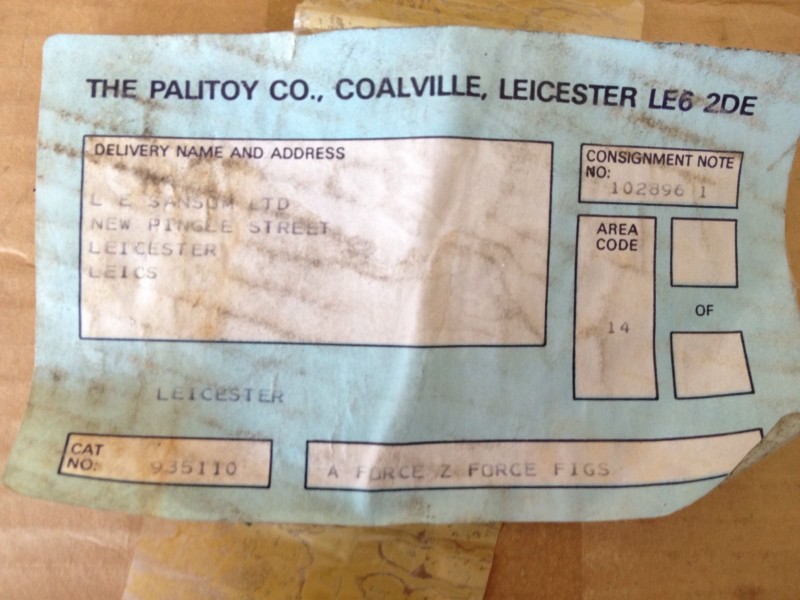 THE PALITOY CO., COALVILLE, LEICESTER LE6 2DE
DELIVERY NAME AND ADDRESS
L E SANSOM LTD
NEW PINGLE STREET
LEICESTER
LEICS
CONSIGNMENT NOTE
NO:
102896 1
AREA
CODE
14
OF
LEICESTER
CAT
NO:
935110
A FORCE Z FORCE FIGS